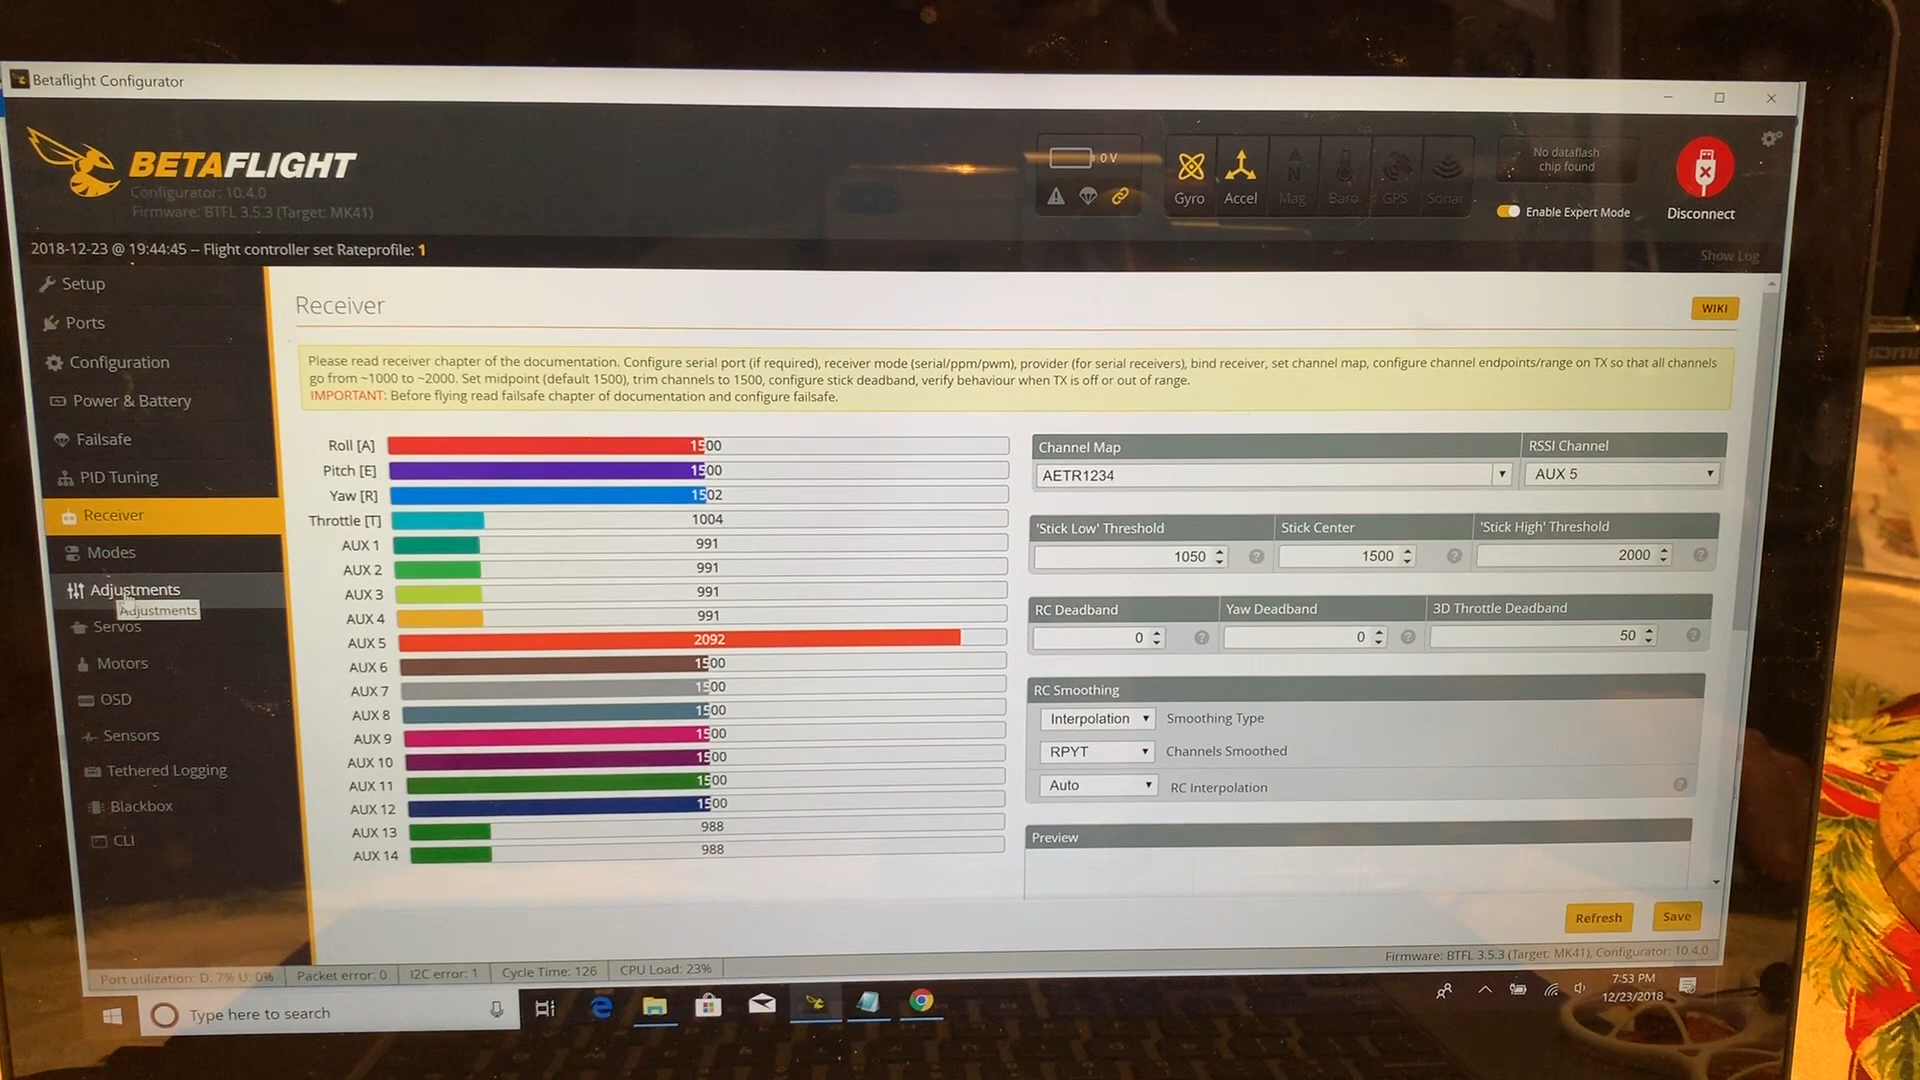 Betaflight Configurator
BETAFLIGHT
Configurator: 10.4.0
Firmware: BTFL 3.5.3 (Target: MK41)
0 V
Gyro
Accel
Mag
Baro
GPS
Sonar
No dataflash
chip found
Enable Expert Mode
Disconnect
2018-12-23 @ 19:44:45 -- Flight controller set Rateprofile: 1
Show Log
Setup
Ports
Configuration
Power & Battery
Failsafe
PID Tuning
Receiver
Modes
Adjustments
Adjustments
Servos
Motors
OSD
Sensors
Tethered Logging
Blackbox
CLI
Receiver
WIKI
Please read receiver chapter of the documentation. Configure serial port (if required), receiver mode (serial/ppm/pwm), provider (for serial receivers), bind receiver, set channel map, configure channel endpoints/range on TX so that all channels
go from ~1000 to ~2000. Set midpoint (default 1500), trim channels to 1500, configure stick deadband, verify behaviour when TX is off or out of range.
IMPORTANT: Before flying read failsafe chapter of documentation and configure failsafe.
Roll [A] 1500
Pitch [E] 1500
Yaw [R] 1502
Throttle [T] 1004
AUX 1 991
AUX 2 991
AUX 3 991
AUX 4 991
AUX 5 2092
AUX 6 1500
AUX 7 1500
AUX 8 1500
AUX 9 1500
AUX 10 1500
AUX 11 1500
AUX 12 1500
AUX 13 988
AUX 14 988
Channel Map
RSSI Channel
AETR1234
AUX 5
'Stick Low' Threshold
Stick Center
'Stick High' Threshold
1050
1500
2000
RC Deadband
Yaw Deadband
3D Throttle Deadband
0
0
50
RC Smoothing
Interpolation Smoothing Type
RPYT Channels Smoothed
Auto RC Interpolation
Preview
Refresh
Save
Port utilization: D: 7% U: 0%
Packet error: 0
I2C error: 1
Cycle Time: 126
CPU Load: 23%
Firmware: BTFL 3.5.3 (Target: MK41), Configurator: 10.4.0
Type here to search
7:53 PM
12/23/2018
HDMI